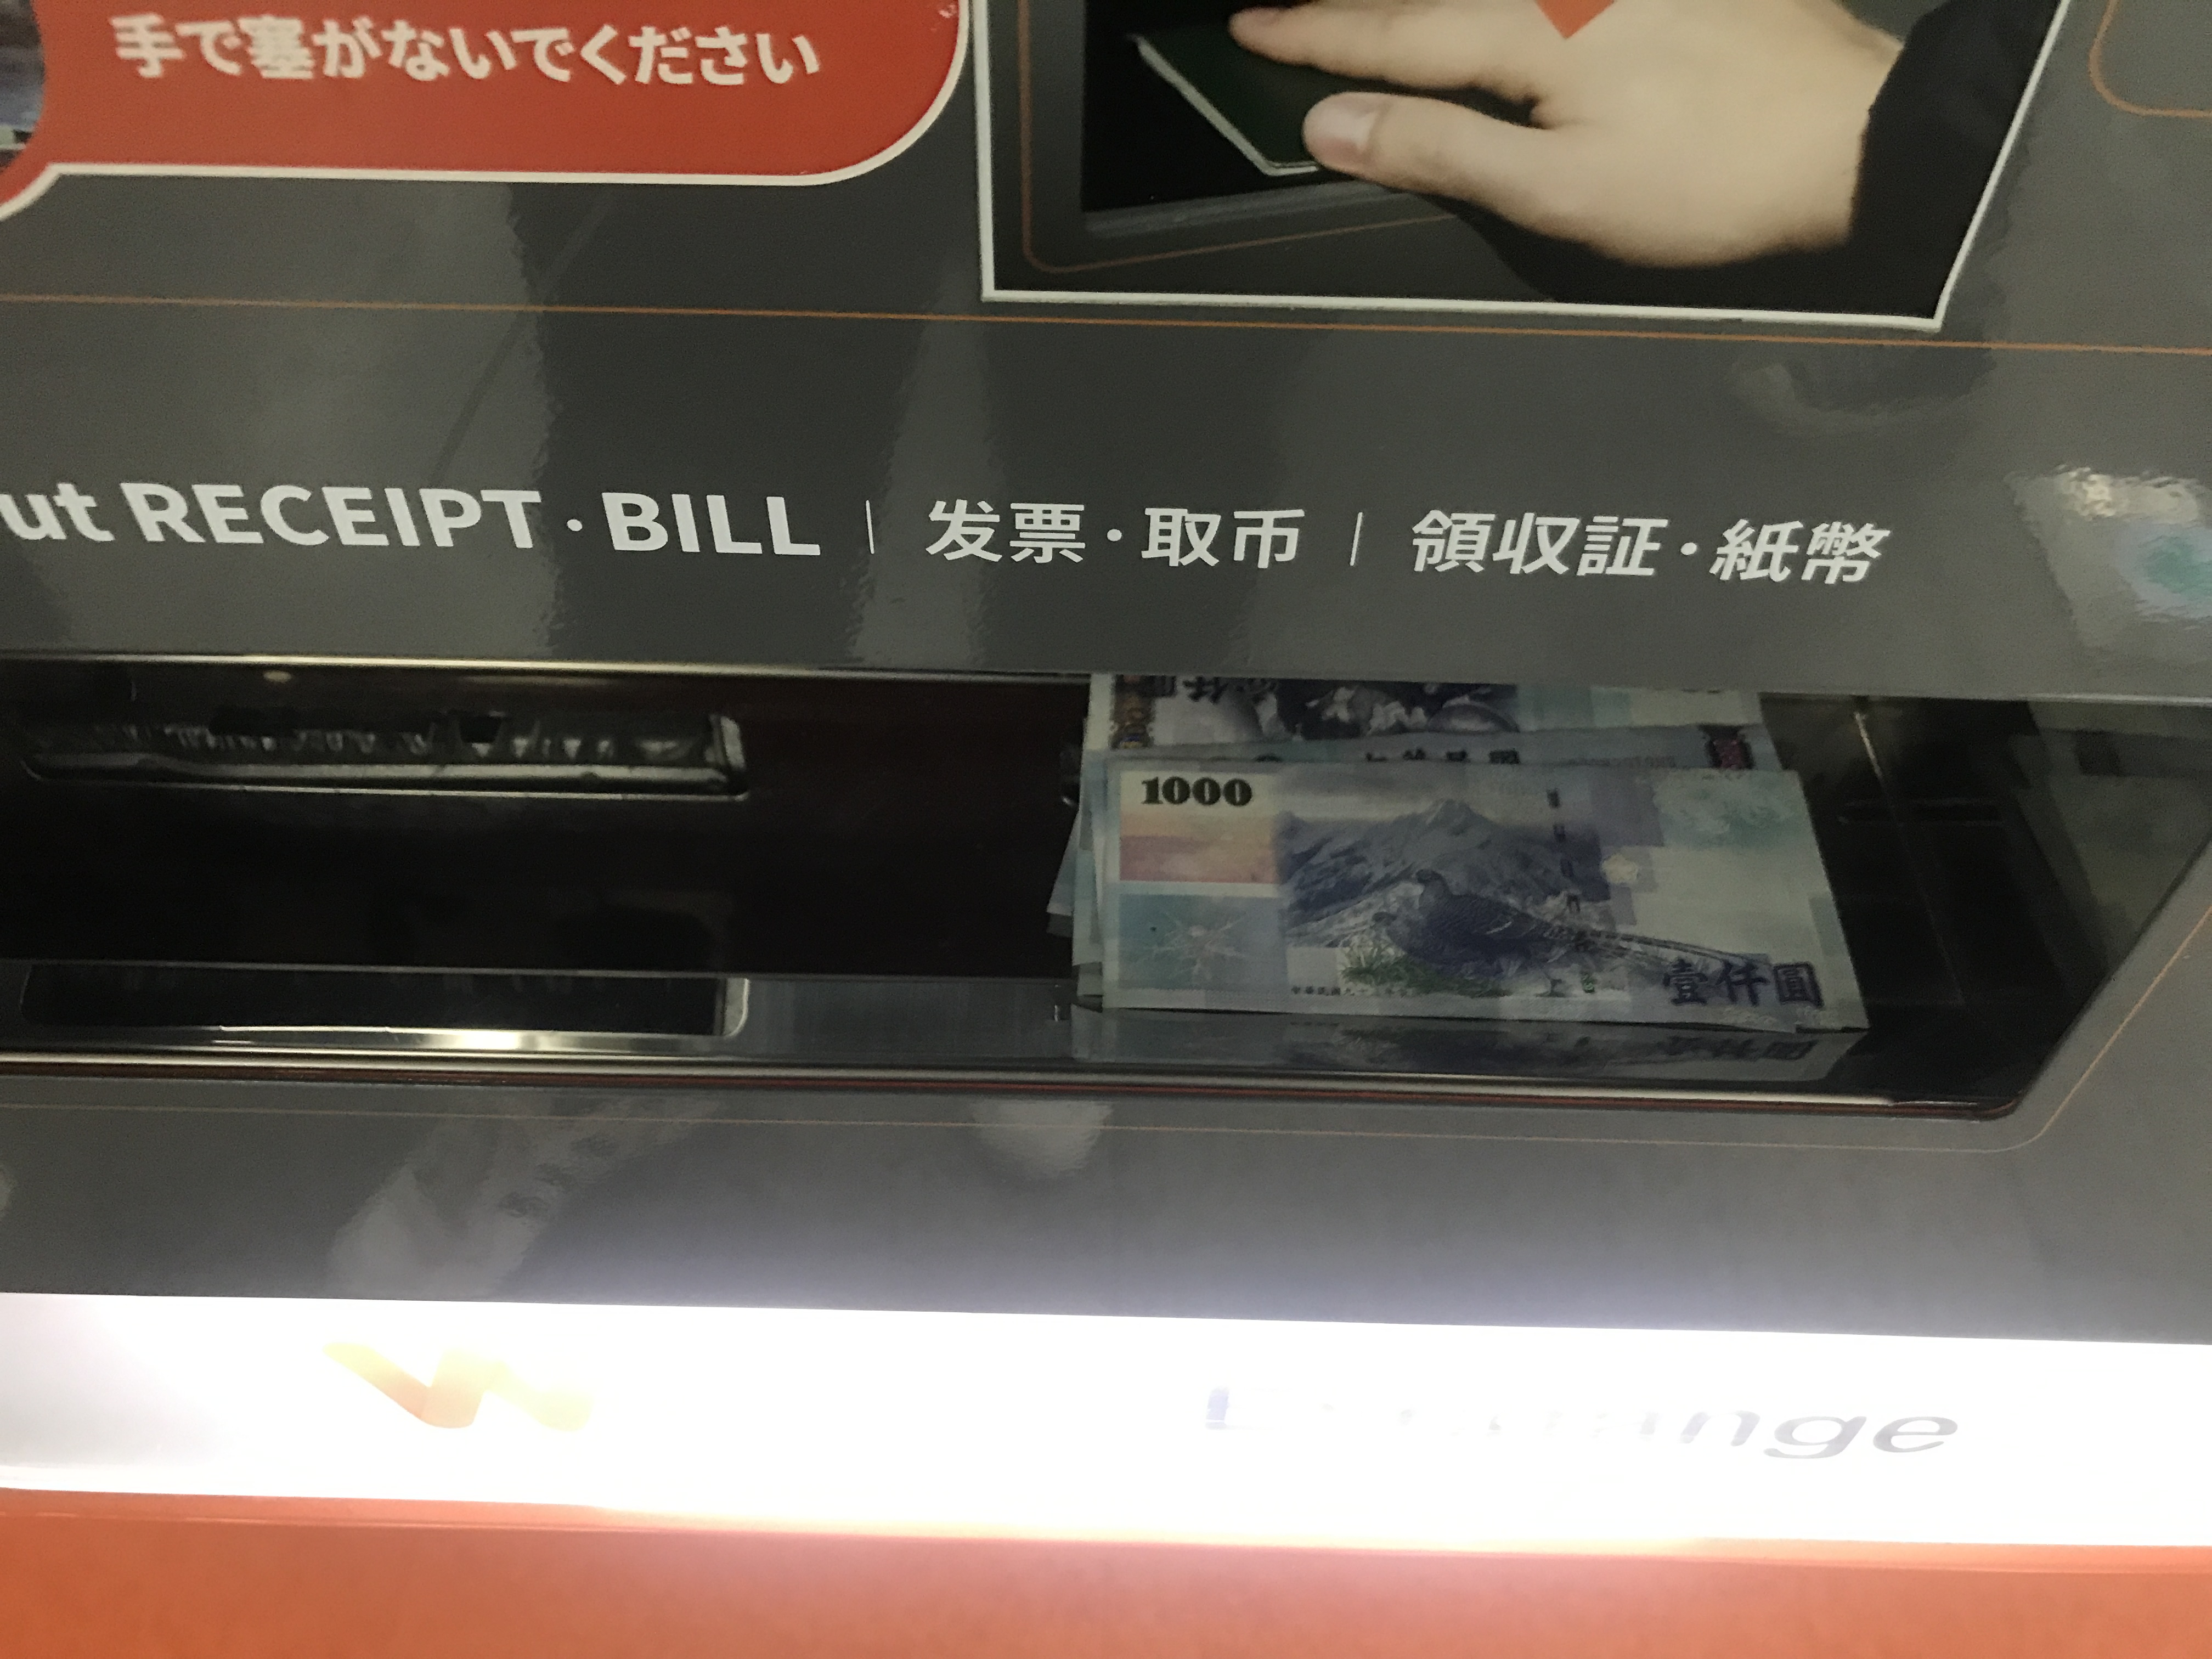 手で塞がないでください
ut RECEIPT·BILL | 发票·取币 | 領収証·紙幣
1000
壹仟圓